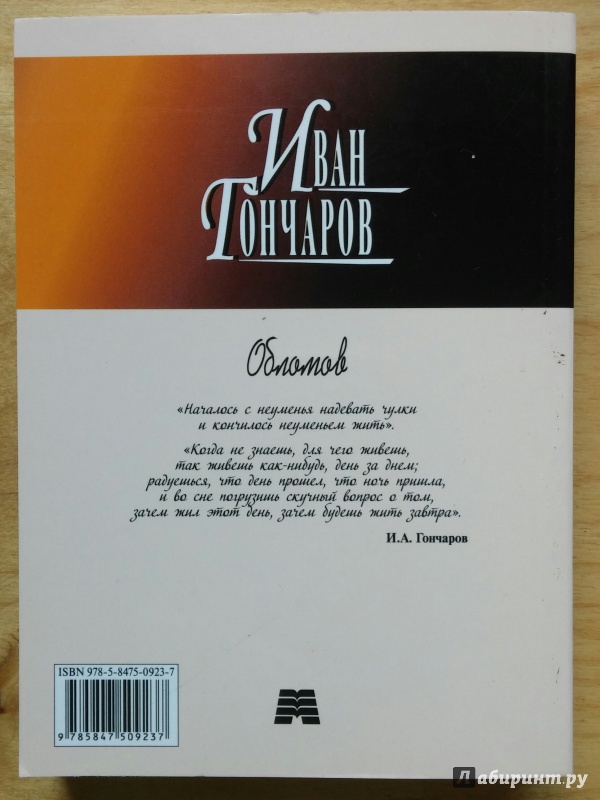 Иван
Гончаров
Обломов
«Началось с неуменья надевать чулки
и кончилось неуменьем жить».
«Когда не знаешь, для чего живешь,
так живешь как-нибудь, день за днем;
радуешься, что день прошел, что ночь пришла,
и во сне погрузишь скучный вопрос о том,
зачем жил этот день, зачем будешь жить завтра».
И.А. Гончаров
ISBN 978-5-8475-0923-7
9 785847 509237
Лабиринт.ру